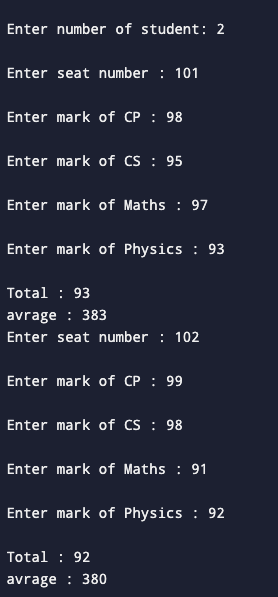 Enter number of student: 2
Enter seat number : 101
Enter mark of CP : 98
Enter mark of CS : 95
Enter mark of Maths : 97
Enter mark of Physics : 93
Total : 93
avrage : 383
Enter seat number : 102
Enter mark of CP : 99
Enter mark of CS : 98
Enter mark of Maths : 91
Enter mark of Physics : 92
Total : 92
avrage : 380